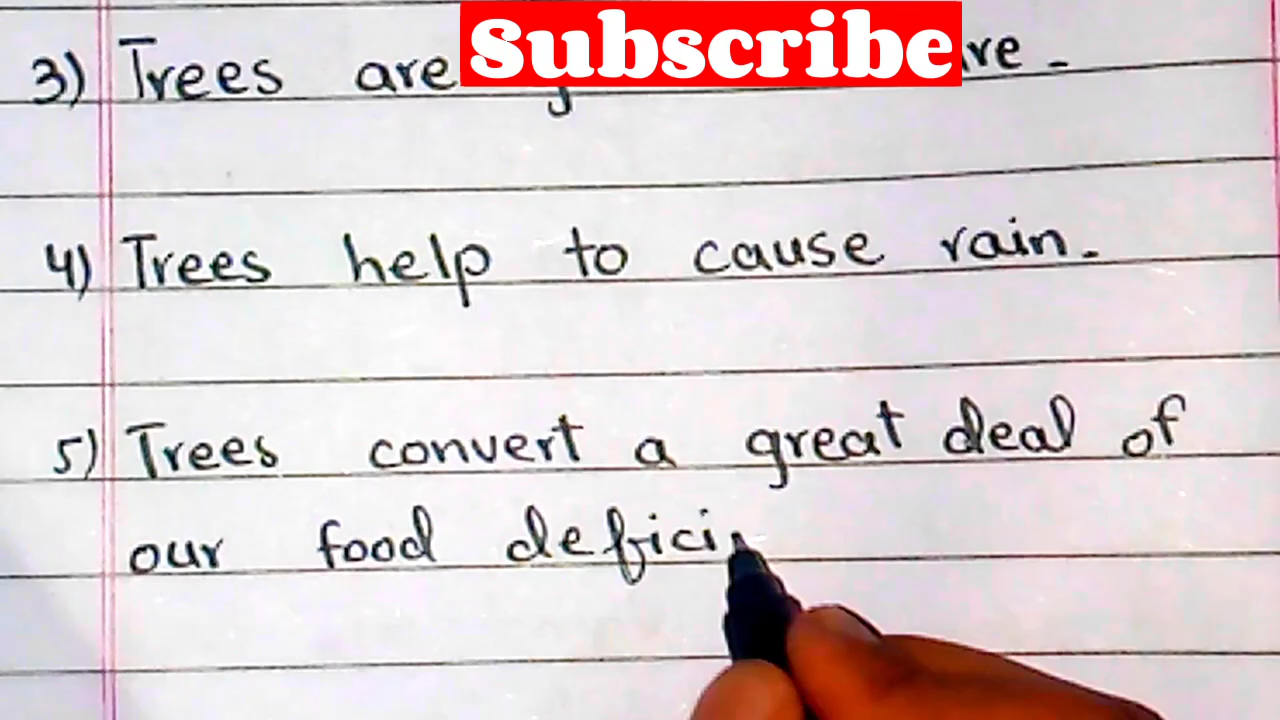 Subscribe
3) Trees are
4) Trees help to cause rain.
5) Trees convert a great deal of
our food defici